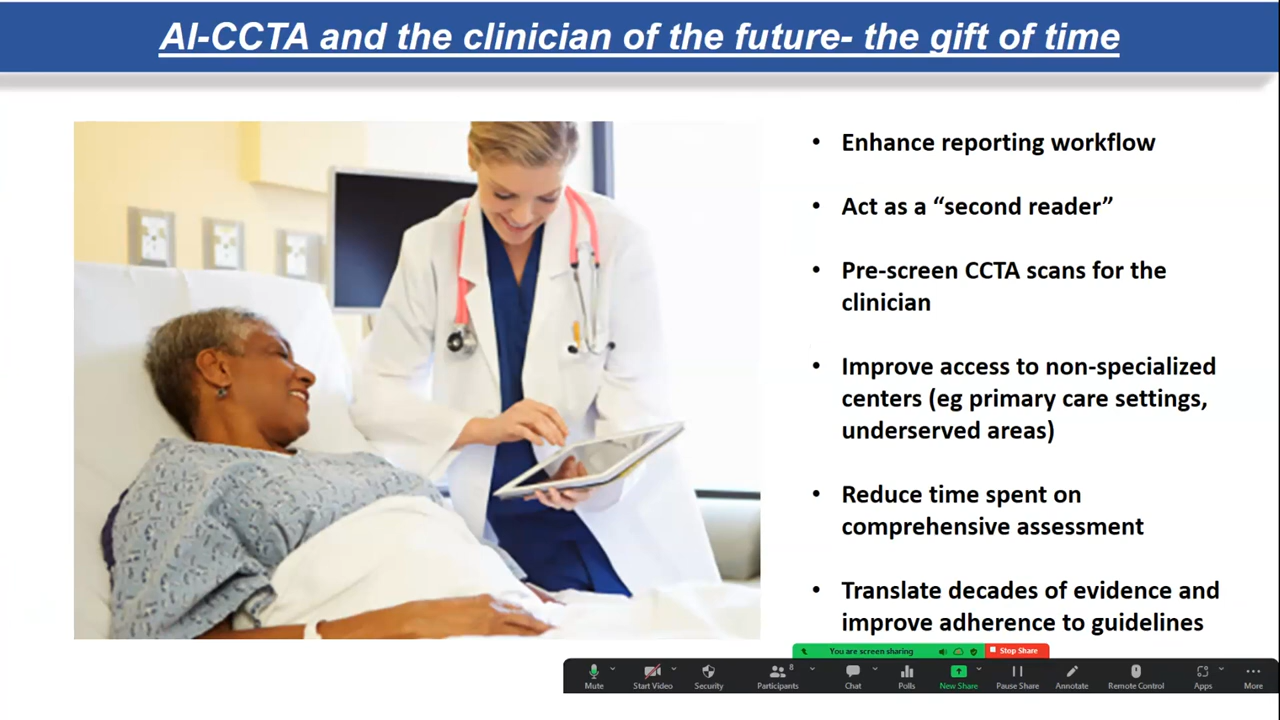 AI-CCTA and the clinician of the future- the gift of time
• Enhance reporting workflow
• Act as a “second reader”
• Pre-screen CCTA scans for the
clinician
• Improve access to non-specialized
centers (eg primary care settings,
underserved areas)
• Reduce time spent on
comprehensive assessment
• Translate decades of evidence and
improve adherence to guidelines
You are screen sharing Stop Share
8
Mute Start Video Security Participants Chat Polls New Share Pause Share Annotate Remote Control Apps More